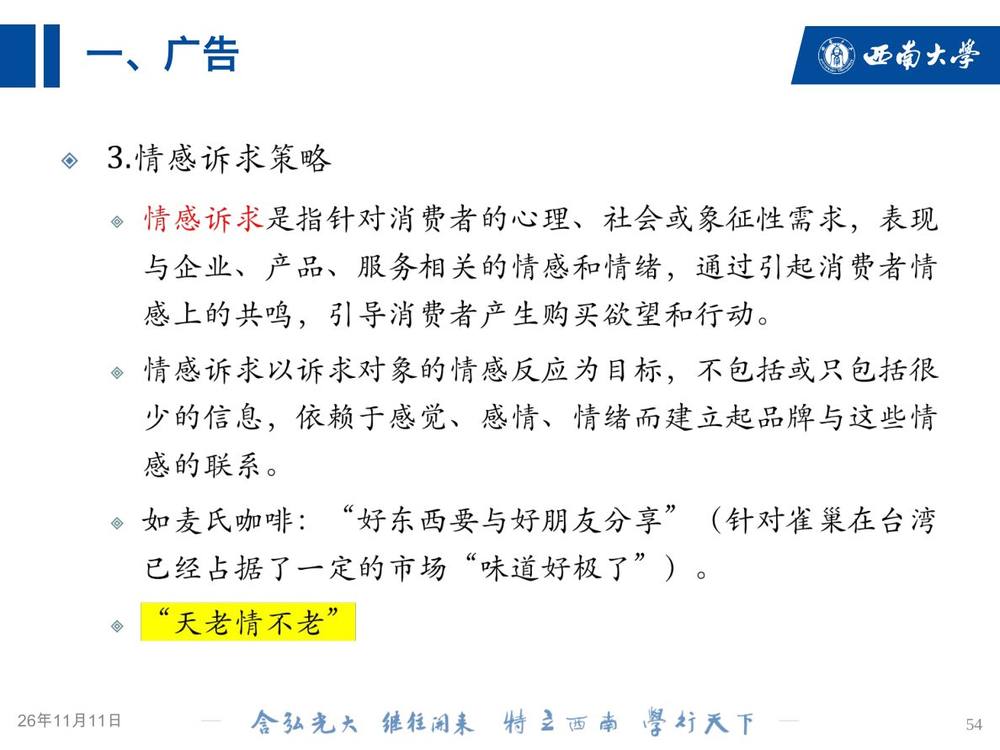 一、广告
西南大学
3.情感诉求策略
情感诉求是指针对消费者的心理、社会或象征性需求，表现
与企业、产品、服务相关的情感和情绪，通过引起消费者情
感上的共鸣，引导消费者产生购买欲望和行动。
情感诉求以诉求对象的情感反应为目标，不包括或只包括很
少的信息，依赖于感觉、感情、情绪而建立起品牌与这些情
感的联系。
如麦氏咖啡：“好东西要与好朋友分享”（针对雀巢在台湾
已经占据了一定的市场“味道好极了”）。
“天老情不老”
26年11月11日
含弘光大 继往开来 特立西南 學行天下
54